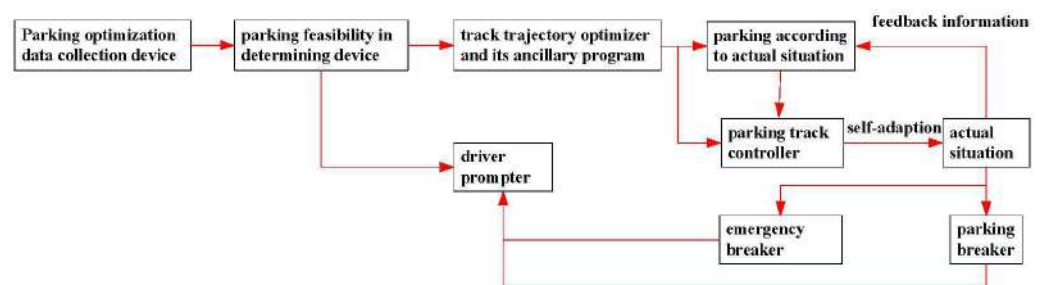 feedback information
Parking optimization
data collection device
parking feasibility in
determining device
track trajectory optimizer
and its ancillary program
parking according
to actual situation
parking track
controller
self-adaption
actual
situation
driver
prompter
emergency
breaker
parking
breaker